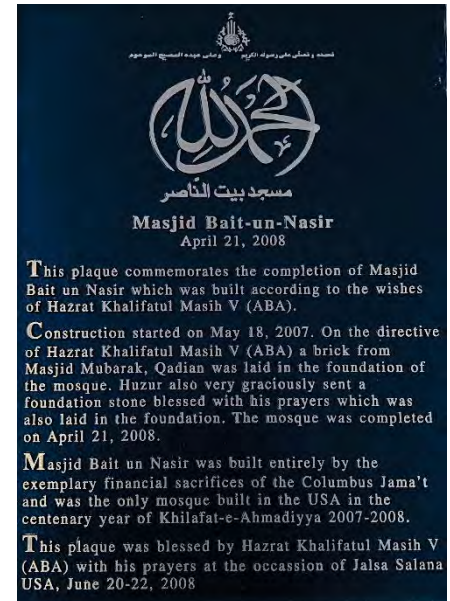 نحمده و نصلّى على رسوله الكريم وعلى عبده المسيح الموعود
الحمد لله
مسجد بيت الناصر
Masjid Bait-un-Nasir
April 21, 2008
This plaque commemorates the completion of Masjid
Bait un Nasir which was built according to the wishes
of Hazrat Khalifatul Masih V (ABA).
Construction started on May 18, 2007. On the directive
of Hazrat Khalifatul Masih V (ABA) a brick from
Masjid Mubarak, Qadian was laid in the foundation of
the mosque. Huzur also very graciously sent a
foundation stone blessed with his prayers which was
also laid in the foundation. The mosque was completed
on April 21, 2008.
Masjid Bait un Nasir was built entirely by the
exemplary financial sacrifices of the Columbus Jama't
and was the only mosque built in the USA in the
centenary year of Khilafat-e-Ahmadiyya 2007-2008.
This plaque was blessed by Hazrat Khalifatul Masih V
(ABA) with his prayers at the occassion of Jalsa Salana
USA, June 20-22, 2008